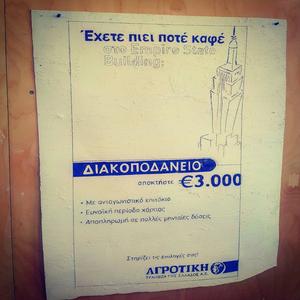 Έχετε πιει ποτέ καφέ
στο Empire State
Building;
ΔΙΑΚΟΠΟΔΑΝΕΙΟ
αποκτήστε €3.000
• Με ανταγωνιστικό επιτόκιο
• Ευνοϊκή περίοδο χάριτος
• Αποπληρωμή σε πολλές μηνιαίες δόσεις
Στηρίζει τις επιλογές σας!
ΑΓΡΟΤΙΚΗ
ΤΡΑΠΕΖΑ ΤΗΣ ΕΛΛΑΔΟΣ Α.Ε.